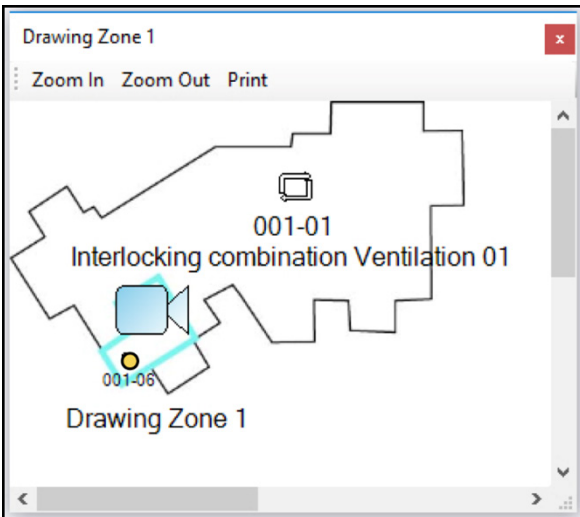 Drawing Zone 1
x
Zoom In Zoom Out Print
001-01
Interlocking combination Ventilation 01
001-06
Drawing Zone 1